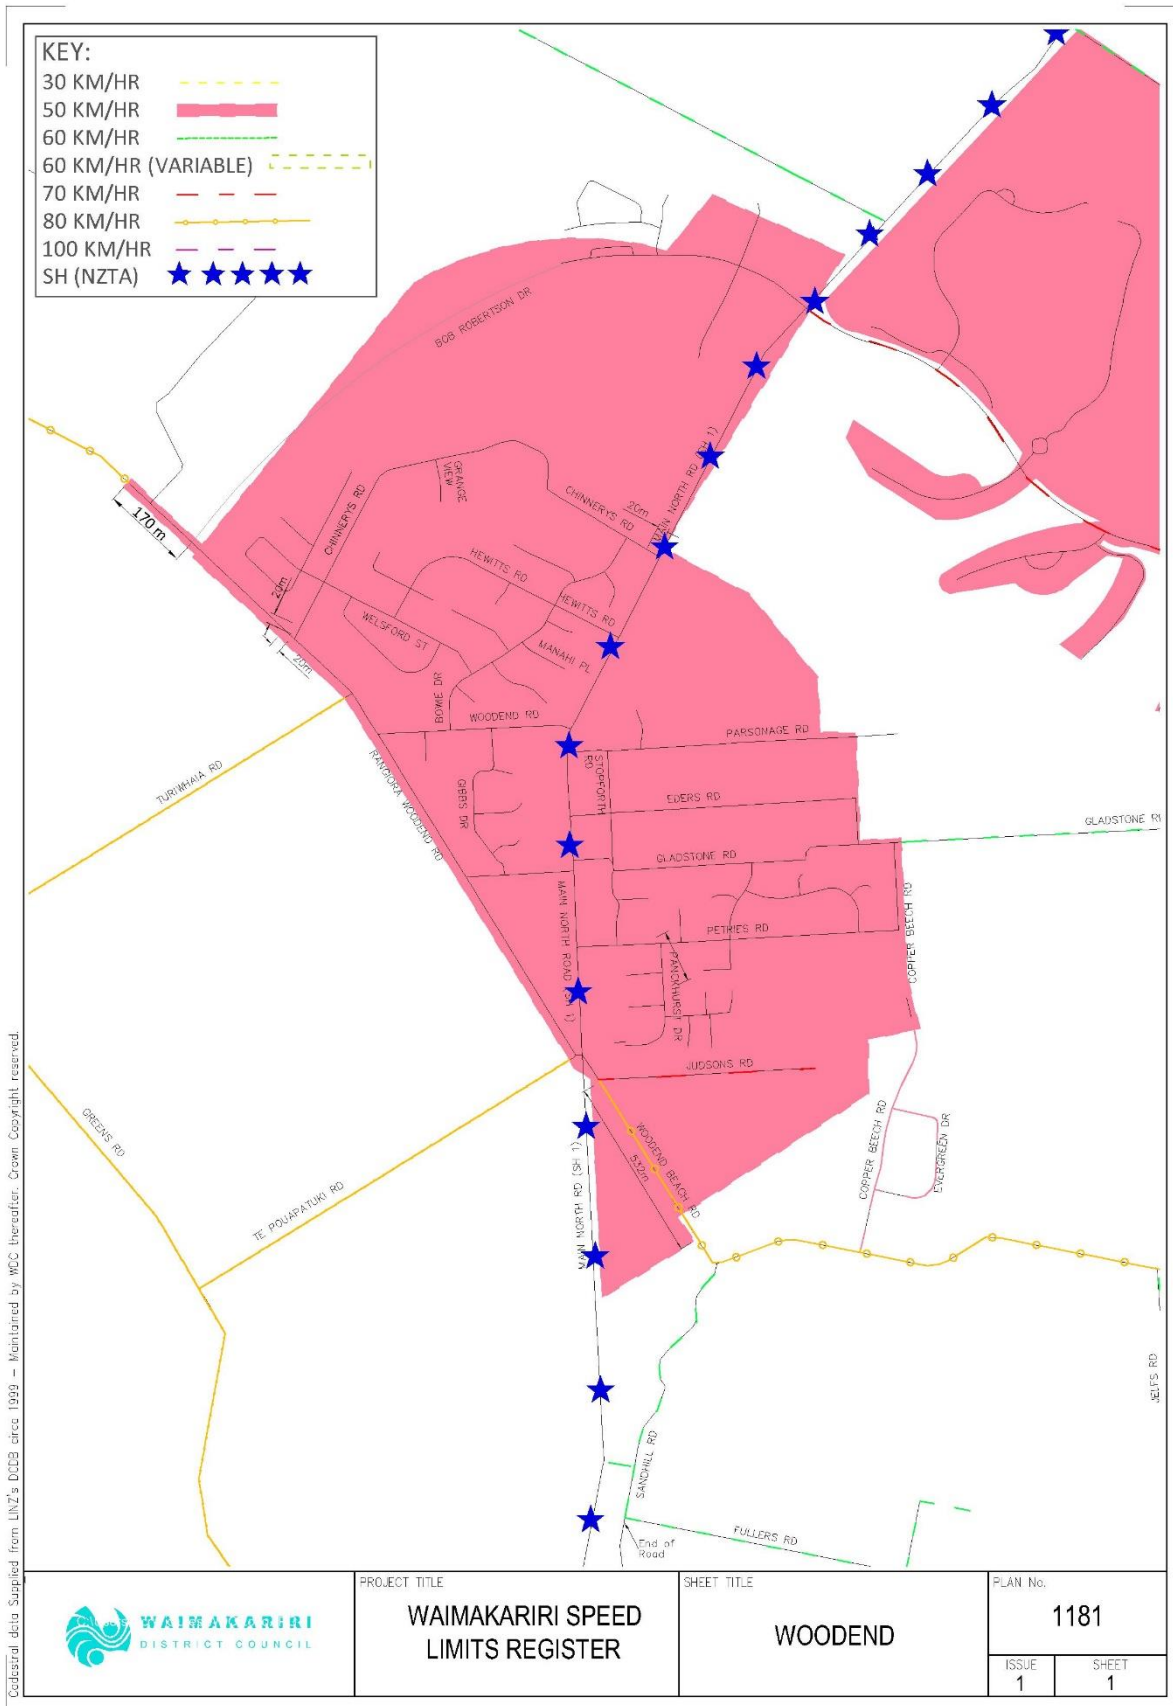 KEY:
30 KM/HR
50 KM/HR
60 KM/HR
60 KM/HR (VARIABLE)
70 KM/HR
80 KM/HR
100 KM/HR
SH (NZTA)
BOB ROBERTSON DR
MAIN NORTH RD (SH 1)
GRANGE
VIEW
CHINNERYS RD
CHINNERYS RD
20m
170 m
HEWITTS RD
HEWITTS RD
20m
WELSFORD ST
MANAHI PL
20m
BOWIE DR
WOODEND RD
PARSONAGE RD
TURIWHAIA RD
RANGIORA WOODEND RD
GIBBS DR
STOPFORTH
RD
EDERS RD
GLADSTONE RD
GLADSTONE R
MAIN NORTH ROAD (SH 1)
PETRIES RD
COPPER BEECH RD
PANCKHURST DR
JUDSONS RD
GREENS RD
TE POUAPATUKI RD
MAIN NORTH RD (SH 1)
WOODEND BEACH RD
532m
COPPER BEECH RD
EVERGREEN DR
JELFS RD
SANDHILL RD
FULLERS RD
End of
Road
Cadastral data Supplied from LINZ's DCDB circa 1999 – Maintained by WDC thereafter. Crown Copyright reserved.
WAIMAKARIRI
DISTRICT COUNCIL
PROJECT TITLE
WAIMAKARIRI SPEED
LIMITS REGISTER
SHEET TITLE
WOODEND
PLAN No.
1181
ISSUE
1
SHEET
1